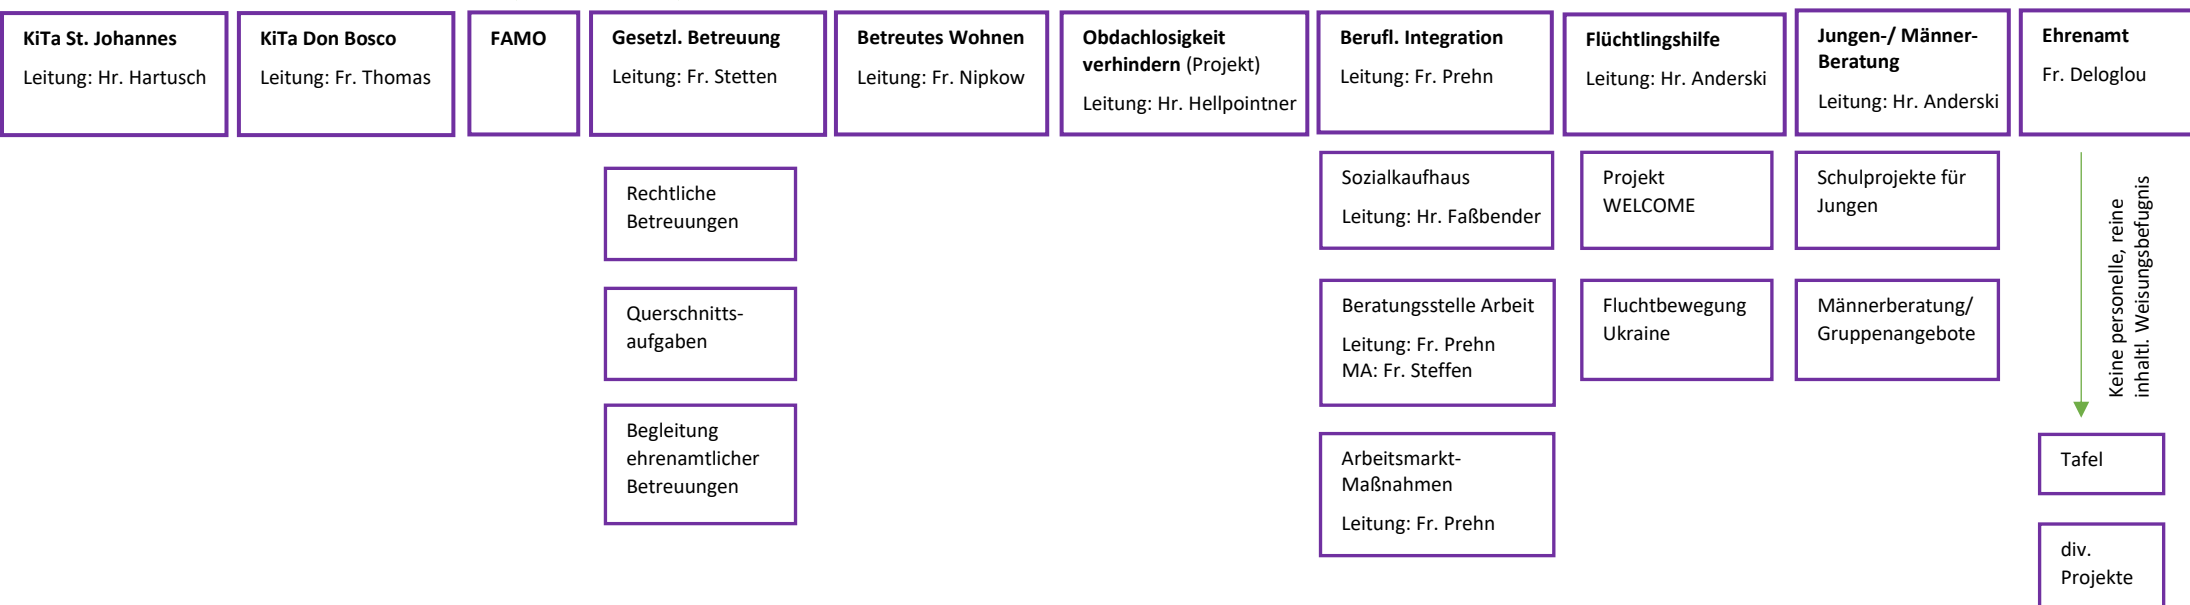 KiTa St. Johannes
Leitung: Hr. Hartusch
KiTa Don Bosco
Leitung: Fr. Thomas
FAMO
Gesetzl. Betreuung
Leitung: Fr. Stetten
Rechtliche
Betreuungen
Querschnitts-
aufgaben
Begleitung
ehrenamtlicher
Betreuungen
Betreutes Wohnen
Leitung: Fr. Nipkow
Obdachlosigkeit
verhindern (Projekt)
Leitung: Hr. Hellpointner
Berufl. Integration
Leitung: Fr. Prehn
Sozialkaufhaus
Leitung: Hr. Faßbender
Beratungsstelle Arbeit
Leitung: Fr. Prehn
MA: Fr. Steffen
Arbeitsmarkt-
Maßnahmen
Leitung: Fr. Prehn
Flüchtlingshilfe
Leitung: Hr. Anderski
Projekt
WELCOME
Fluchtbewegung
Ukraine
Jungen-/ Männer-
Beratung
Leitung: Hr. Anderski
Schulprojekte für
Jungen
Männerberatung/
Gruppenangebote
Ehrenamt
Fr. Deloglou
Keine personelle, reine
inhaltl. Weisungsbefugnis
Tafel
div.
Projekte